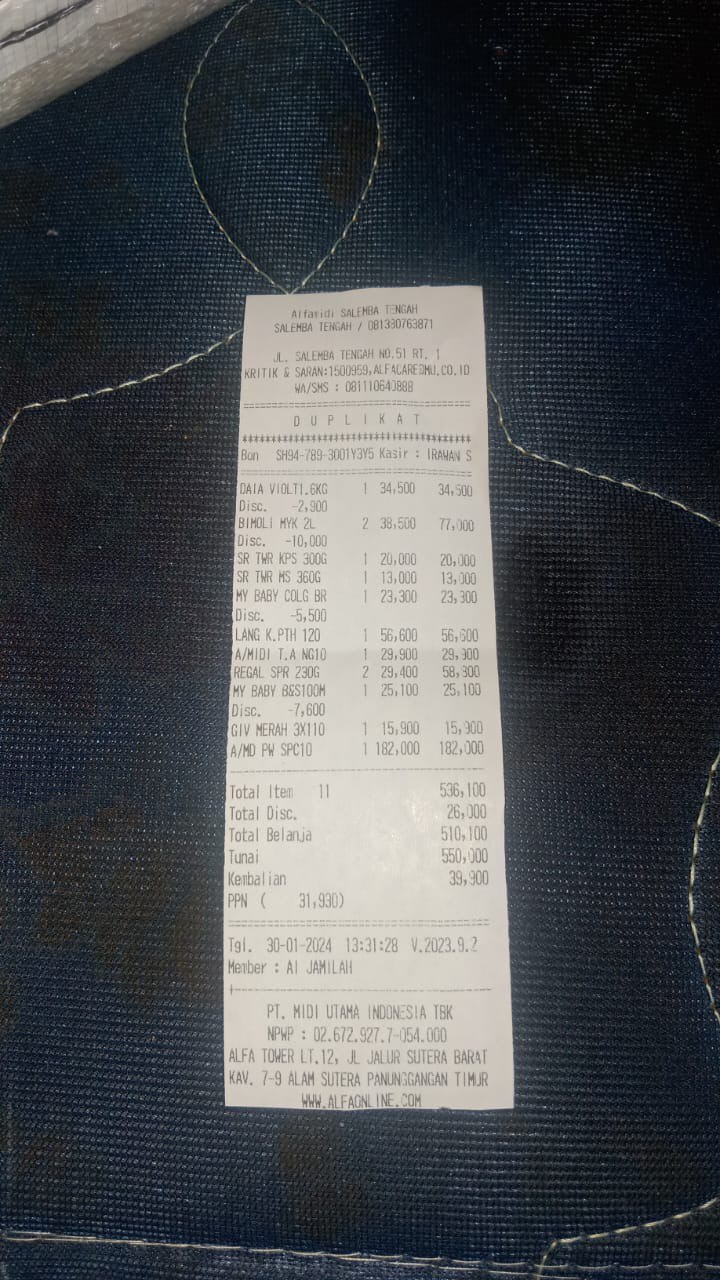 Alfamidi SALEMBA TENGAH
SALEMBA TENGAH / 081380763871
JL. SALEMBA TENGAH NO.51 RT. 1
KRITIK & SARAN:1500959,ALFACARE@MU.CO.ID
WA/SMS : 081110640888
D U P L I K A T
Bon SH94-789-3001Y3Y5 Kasir : IRAWAN S
DAIA VIOLT1.6KG 1 34,500 34,500
Disc. -2,900
BIMOLI MYK 2L 2 38,500 77,000
Disc. -10,000
SR TWR KPS 300G 1 20,000 20,000
SR TWR MS 360G 1 13,000 13,000
MY BABY COLG BR 1 23,300 23,300
Disc. -5,500
LANG K.PTH 120 1 56,600 56,600
A/MIDI T.A NG10 1 29,900 29,900
REGAL SPR 230G 2 29,400 58,800
MY BABY B&S100M 1 25,100 25,100
Disc. -7,600
GIV MERAH 3X110 1 15,900 15,900
A/MD PW SPC10 1 182,000 182,000
Total Item 11 536,100
Total Disc. 26,000
Total Belanja 510,100
Tunai 550,000
Kembalian 39,900
PPN ( 31,930)
Tgl. 30-01-2024 13:31:28 V.2023.9.2
Member : AI JAMILAH
PT. MIDI UTAMA INDONESIA TBK
NPWP : 02.672.927.7-054.000
ALFA TOWER LT.12, JL JALUR SUTERA BARAT
KAV. 7-9 ALAM SUTERA PANUNGGANGAN TIMUR
WWW.ALFAONLINE.COM